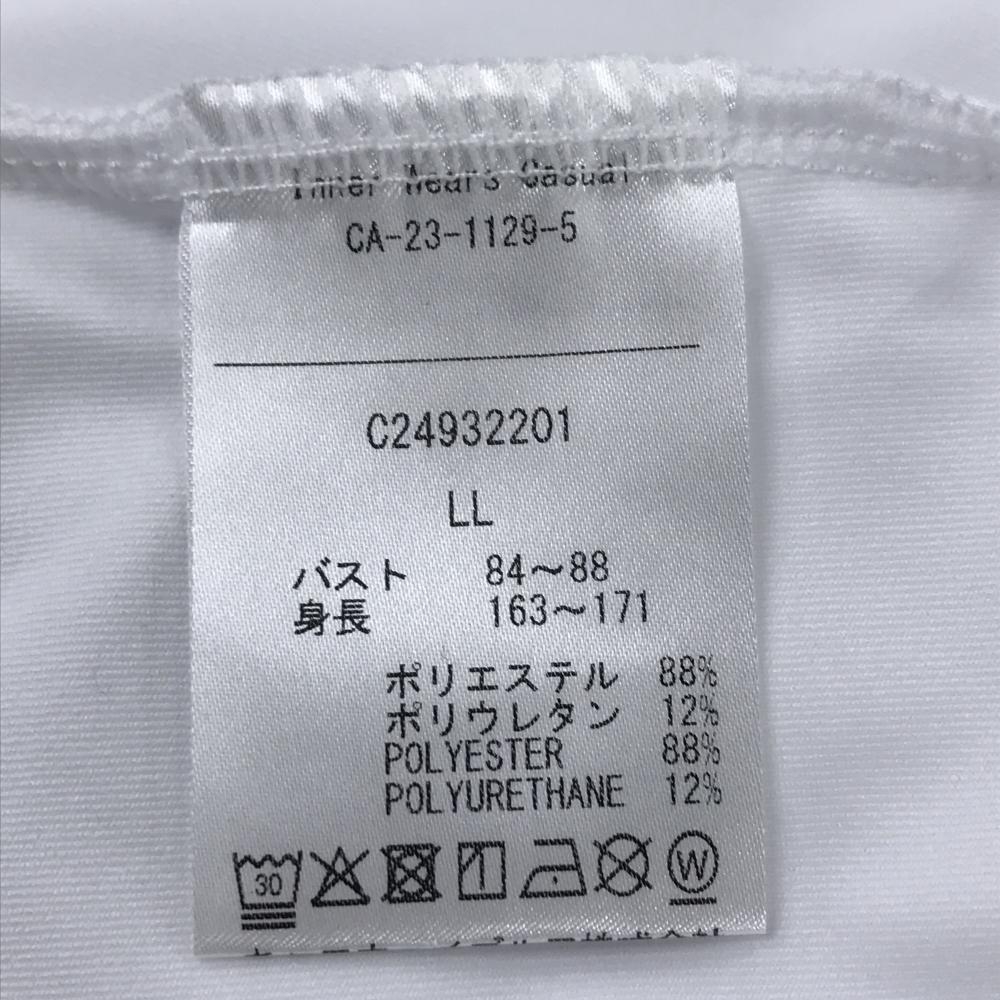 Inner Wears Casual
CA-23-1129-5
C24932201
LL
バスト 84～88
身長 163～171
ポリエステル 88%
ポリウレタン 12%
POLYESTER 88%
POLYURETHANE 12%
30 W